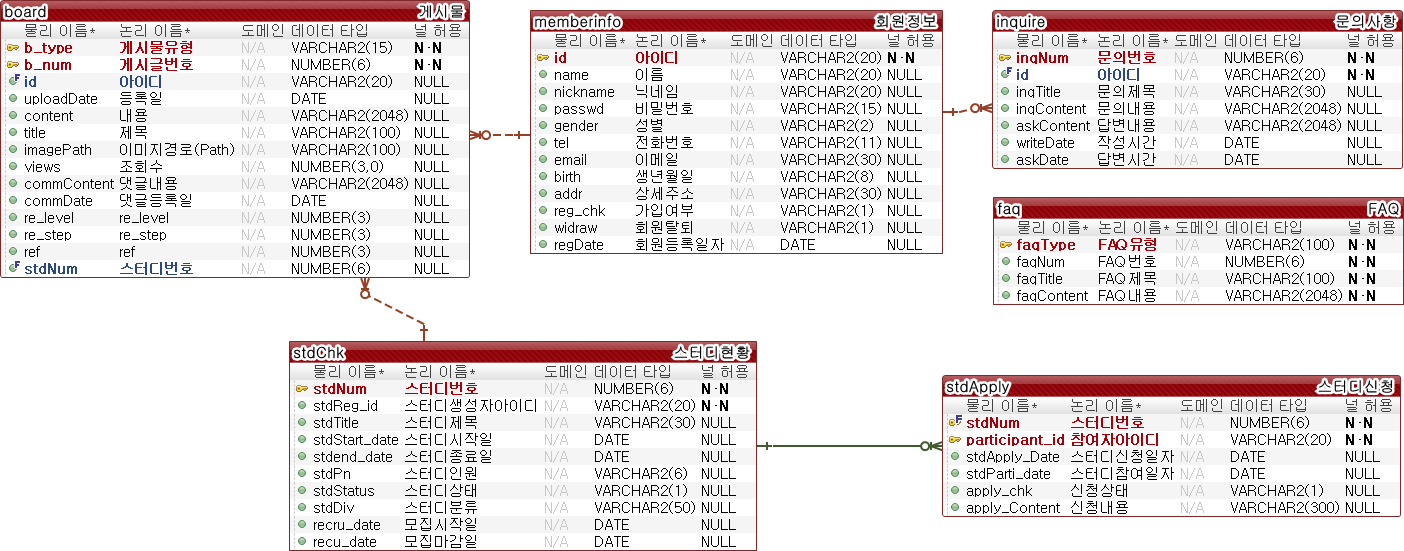 board 게시물
물리 이름* 논리 이름* 도메인 데이터 타입 널 허용
b_type 게시물유형 N/A VARCHAR2(15) N·N
b_num 게시글번호 N/A NUMBER(6) N·N
id 아이디 N/A VARCHAR2(20) NULL
uploadDate 등록일 N/A DATE NULL
content 내용 N/A VARCHAR2(2048) NULL
title 제목 N/A VARCHAR2(100) NULL
imagePath 이미지경로(Path) N/A VARCHAR2(100) NULL
views 조회수 N/A NUMBER(3,0) NULL
commContent 댓글내용 N/A VARCHAR2(2048) NULL
commDate 댓글등록일 N/A DATE NULL
re_level re_level N/A NUMBER(3) NULL
re_step re_step N/A NUMBER(3) NULL
ref ref N/A NUMBER(3) NULL
stdNum 스터디번호 N/A NUMBER(6) NULL
memberinfo 회원정보
물리 이름* 논리 이름* 도메인 데이터 타입 널 허용
id 아이디 N/A VARCHAR2(20) N·N
name 이름 N/A VARCHAR2(20) NULL
nickname 닉네임 N/A VARCHAR2(20) NULL
passwd 비밀번호 N/A VARCHAR2(15) NULL
gender 성별 N/A VARCHAR2(2) NULL
tel 전화번호 N/A VARCHAR2(11) NULL
email 이메일 N/A VARCHAR2(30) NULL
birth 생년월일 N/A VARCHAR2(8) NULL
addr 상세주소 N/A VARCHAR2(30) NULL
reg_chk 가입여부 N/A VARCHAR2(1) NULL
widraw 회원탈퇴 N/A VARCHAR2(1) NULL
regDate 회원등록일자 N/A DATE NULL
inquire 문의사항
물리 이름* 논리 이름* 도메인 데이터 타입 널 허용
inqNum 문의번호 N/A NUMBER(6) N·N
id 아이디 N/A VARCHAR2(20) N·N
inqTitle 문의제목 N/A VARCHAR2(30) NULL
inqContent 문의내용 N/A VARCHAR2(2048) NULL
askContent 답변내용 N/A VARCHAR2(2048) NULL
writeDate 작성시간 N/A DATE NULL
askDate 답변시간 N/A DATE NULL
faq FAQ
물리 이름* 논리 이름* 도메인 데이터 타입 널 허용
faqType FAQ유형 N/A VARCHAR2(100) N·N
faqNum FAQ번호 N/A NUMBER(6) N·N
faqTitle FAQ제목 N/A VARCHAR2(100) N·N
faqContent FAQ내용 N/A VARCHAR2(2048) N·N
stdChk 스터디현황
물리 이름* 논리 이름* 도메인 데이터 타입 널 허용
stdNum 스터디번호 N/A NUMBER(6) N·N
stdReg_id 스터디생성자아이디 N/A VARCHAR2(20) N·N
stdTitle 스터디제목 N/A VARCHAR2(30) NULL
stdStart_date 스터디시작일 N/A DATE NULL
stdend_date 스터디종료일 N/A DATE NULL
stdPn 스터디인원 N/A VARCHAR2(6) NULL
stdStatus 스터디상태 N/A VARCHAR2(1) NULL
stdDiv 스터디분류 N/A VARCHAR2(50) NULL
recru_date 모집시작일 N/A DATE NULL
recu_date 모집마감일 N/A DATE NULL
stdApply 스터디신청
물리 이름* 논리 이름* 도메인 데이터 타입 널 허용
stdNum 스터디번호 N/A NUMBER(6) N·N
participant_id 참여자아이디 N/A VARCHAR2(20) N·N
stdApply_Date 스터디신청일자 N/A DATE NULL
stdParti_date 스터디참여일자 N/A DATE NULL
apply_chk 신청상태 N/A VARCHAR2(1) NULL
apply_Content 신청내용 N/A VARCHAR2(300) NULL